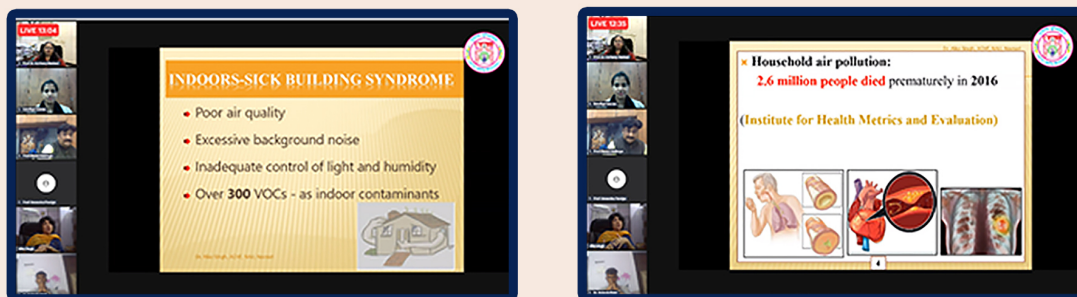 LIVE 13:04
INDOORS-SICK BUILDING SYNDROME
Poor air quality
Excessive background noise
Inadequate control of light and humidity
Over 300 VOCs - as indoor contaminants
LIVE 13:35
Household air pollution:
2.6 million people died prematurely in 2016
(Institute for Health Metrics and Evaluation)
4